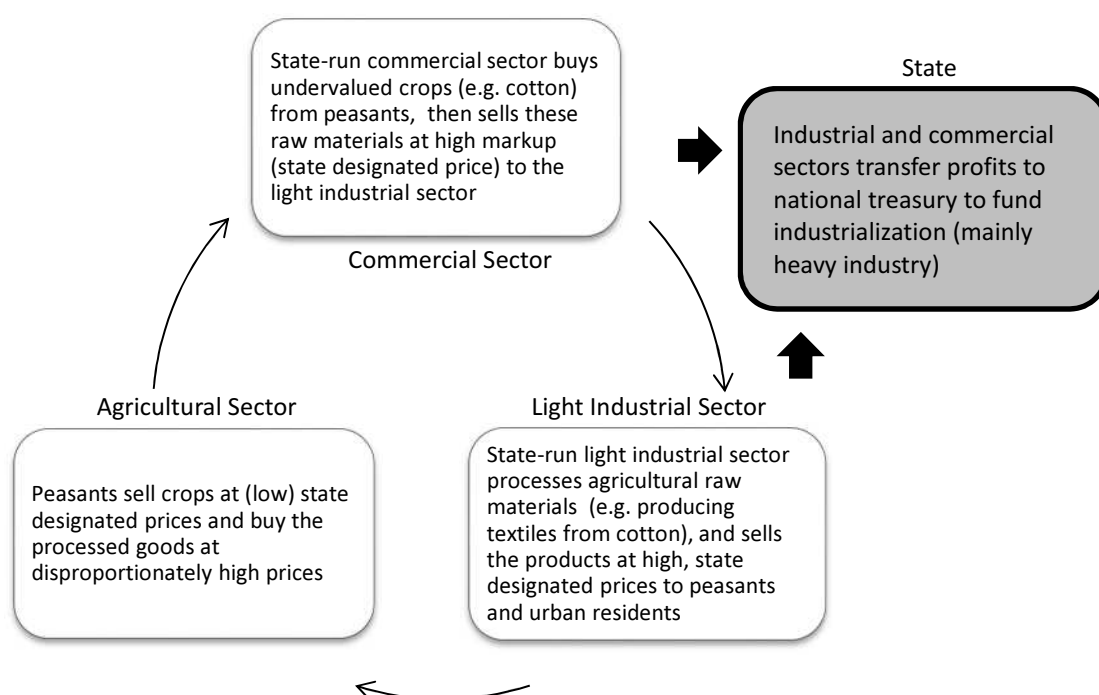 State-run commercial sector buys
undervalued crops (e.g. cotton)
from peasants, then sells these
raw materials at high markup
(state designated price) to the
light industrial sector
Commercial Sector
State
Industrial and commercial
sectors transfer profits to
national treasury to fund
industrialization (mainly
heavy industry)
Agricultural Sector
Peasants sell crops at (low) state
designated prices and buy the
processed goods at
disproportionately high prices
Light Industrial Sector
State-run light industrial sector
processes agricultural raw
materials (e.g. producing
textiles from cotton), and sells
the products at high, state
designated prices to peasants
and urban residents